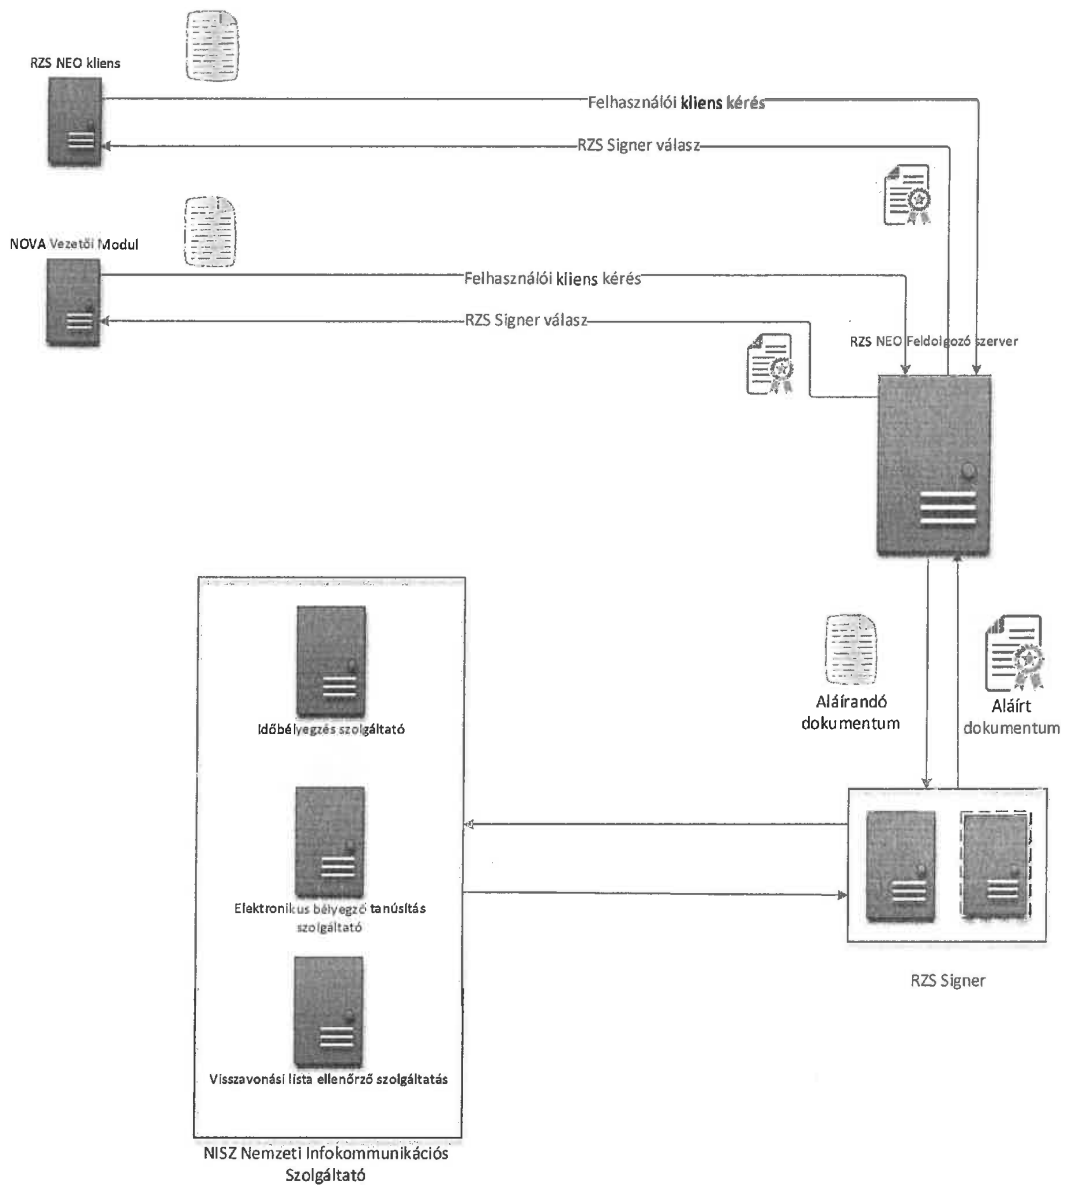 RZS NEO kliens
Felhasználói kliens kérés
RZS Signer válasz
NOVA Vezetői Modul
Felhasználói kliens kérés
RZS Signer válasz
RZS NEO Feldolgozó szerver
Időbélyegzés szolgáltató
Aláírandó
dokumentum
Aláírt
dokumentum
Elektronikus bélyegző tanúsítás
szolgáltató
RZS Signer
Visszavonási lista ellenőrző szolgáltatás
NISZ Nemzeti Infokommunikációs
Szolgáltató